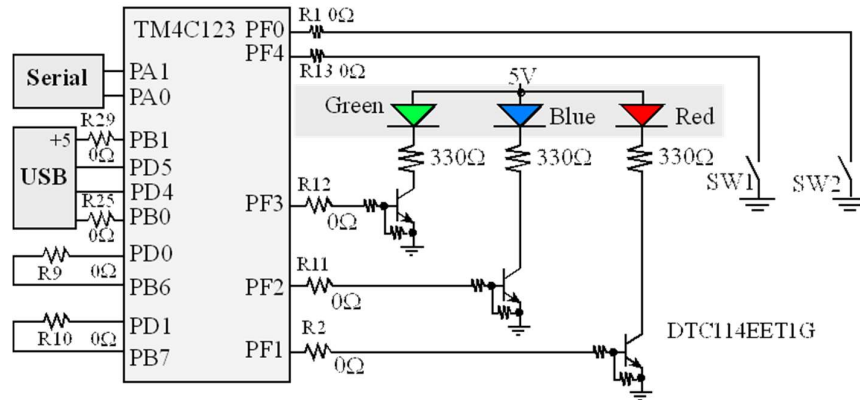 TM4C123
PF0
R1 0Ω
PF4
R13 0Ω
Serial
PA1
PA0
5V
Green
Blue
Red
R29
+5
0Ω
PB1
USB
PD5
PD4
R25
0Ω
PB0
330Ω
330Ω
330Ω
SW1
SW2
PF3
R12
0Ω
PD0
R9
0Ω
PB6
PF2
R11
0Ω
PD1
R10
0Ω
PB7
PF1
R2
0Ω
DTC114EET1G